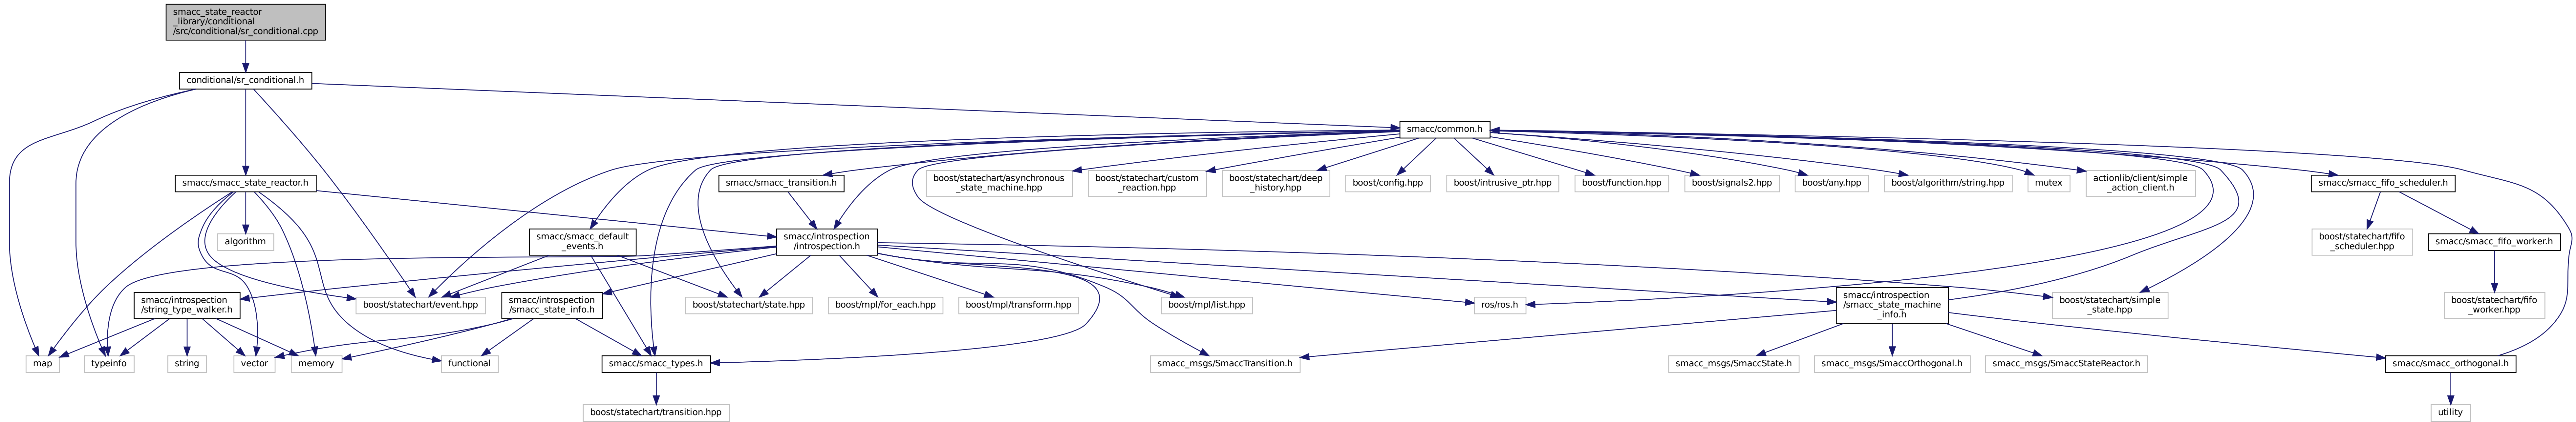 smacc_state_reactor
_library/conditional
/src/conditional/sr_conditional.cpp
conditional/sr_conditional.h
smacc/common.h
smacc/smacc_state_reactor.h
smacc/smacc_transition.h
boost/statechart/asynchronous
_state_machine.hpp
boost/statechart/custom
_reaction.hpp
boost/statechart/deep
_history.hpp
boost/config.hpp
boost/intrusive_ptr.hpp
boost/function.hpp
boost/signals2.hpp
boost/any.hpp
boost/algorithm/string.hpp
mutex
actionlib/client/simple
_action_client.h
smacc/smacc_fifo_scheduler.h
algorithm
smacc/smacc_default
_events.h
smacc/introspection
/introspection.h
boost/statechart/fifo
_scheduler.hpp
smacc/smacc_fifo_worker.h
smacc/introspection
/string_type_walker.h
boost/statechart/event.hpp
smacc/introspection
/smacc_state_info.h
boost/statechart/state.hpp
boost/mpl/for_each.hpp
boost/mpl/transform.hpp
boost/mpl/list.hpp
ros/ros.h
smacc/introspection
/smacc_state_machine
_info.h
boost/statechart/simple
_state.hpp
boost/statechart/fifo
_worker.hpp
map
typeinfo
string
vector
memory
functional
smacc/smacc_types.h
smacc_msgs/SmaccTransition.h
smacc_msgs/SmaccState.h
smacc_msgs/SmaccOrthogonal.h
smacc_msgs/SmaccStateReactor.h
smacc/smacc_orthogonal.h
boost/statechart/transition.hpp
utility